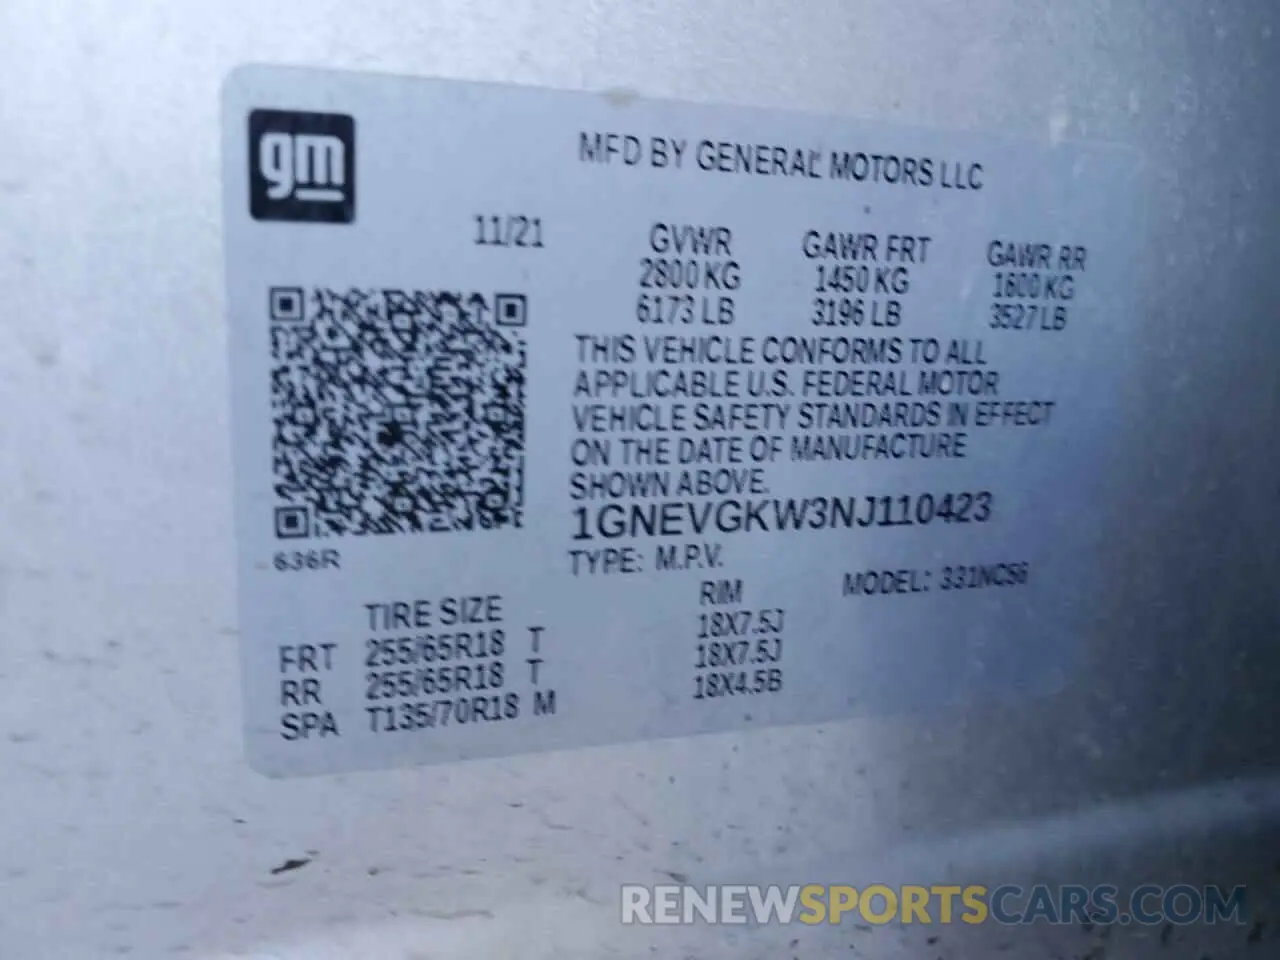 gm
MFD BY GENERAL MOTORS LLC
11/21
GVWR GAWR FRT GAWR RR
2800 KG 1450 KG 1600 KG
6173 LB 3196 LB 3527 LB
THIS VEHICLE CONFORMS TO ALL
APPLICABLE U.S. FEDERAL MOTOR
VEHICLE SAFETY STANDARDS IN EFFECT
ON THE DATE OF MANUFACTURE
SHOWN ABOVE.
1GNEVGKW3NJ110423
636R
TYPE: M.P.V. MODEL: 331NC56
TIRE SIZE RIM
FRT 255/65R18 T 18X7.5J
RR 255/65R18 T 18X7.5J
SPA T135/70R18 M 18X4.5B
RENEWSPORTSCARS.COM